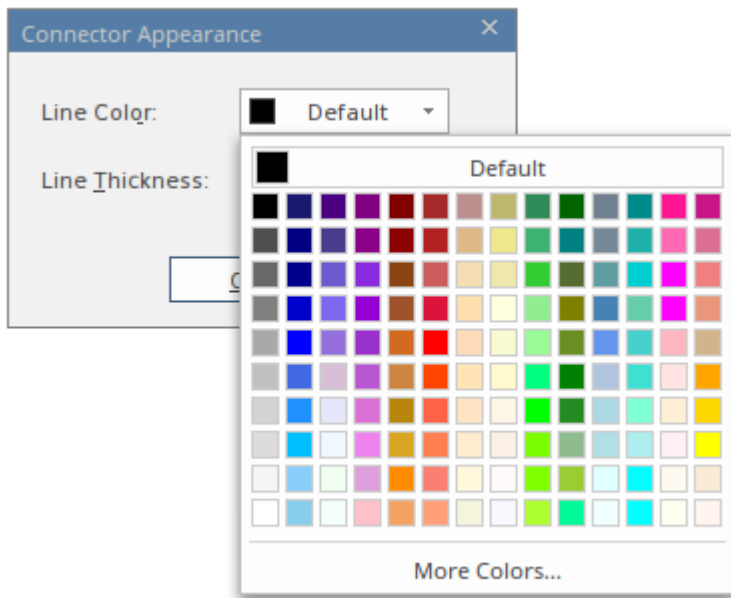 Connector Appearance
Line Color:
Default
Default
Line Thickness:
More Colors...